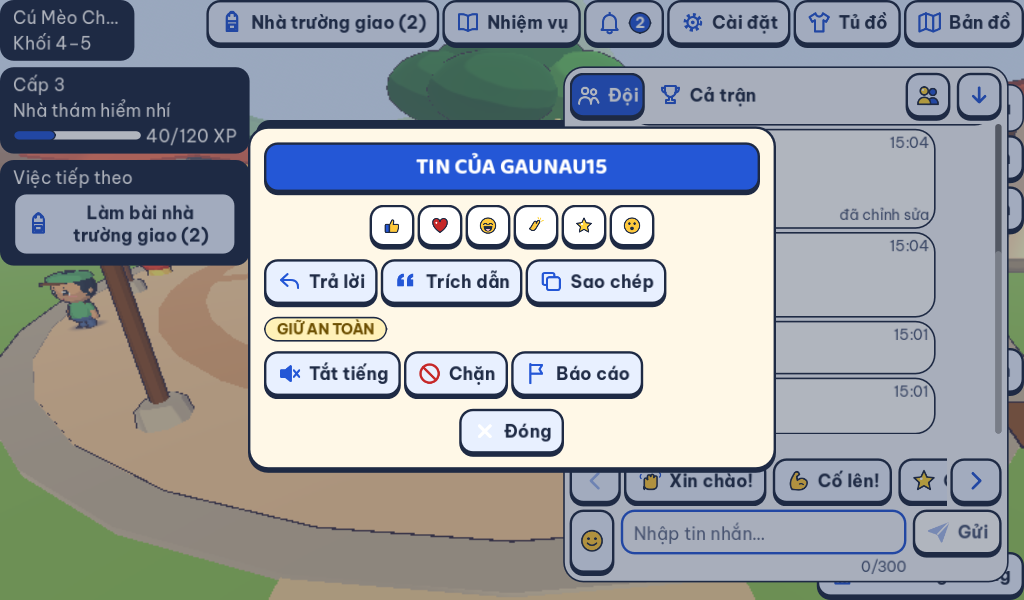 Cú Mèo Ch...
Khối 4-5
Nhà trường giao (2)
Nhiệm vụ
2
Cài đặt
Tủ đồ
Bản đồ
Cấp 3
Nhà thám hiểm nhí
40/120 XP
Việc tiếp theo
Làm bài nhà
trường giao (2)
Đội
Cả trận
15:04
đã chỉnh sửa
15:04
15:01
15:01
TIN CỦA GAUNAU15
Trả lời
Trích dẫn
Sao chép
GIỮ AN TOÀN
Tắt tiếng
Chặn
Báo cáo
Đóng
Xin chào!
Cố lên!
Nhập tin nhắn...
Gửi
0/300